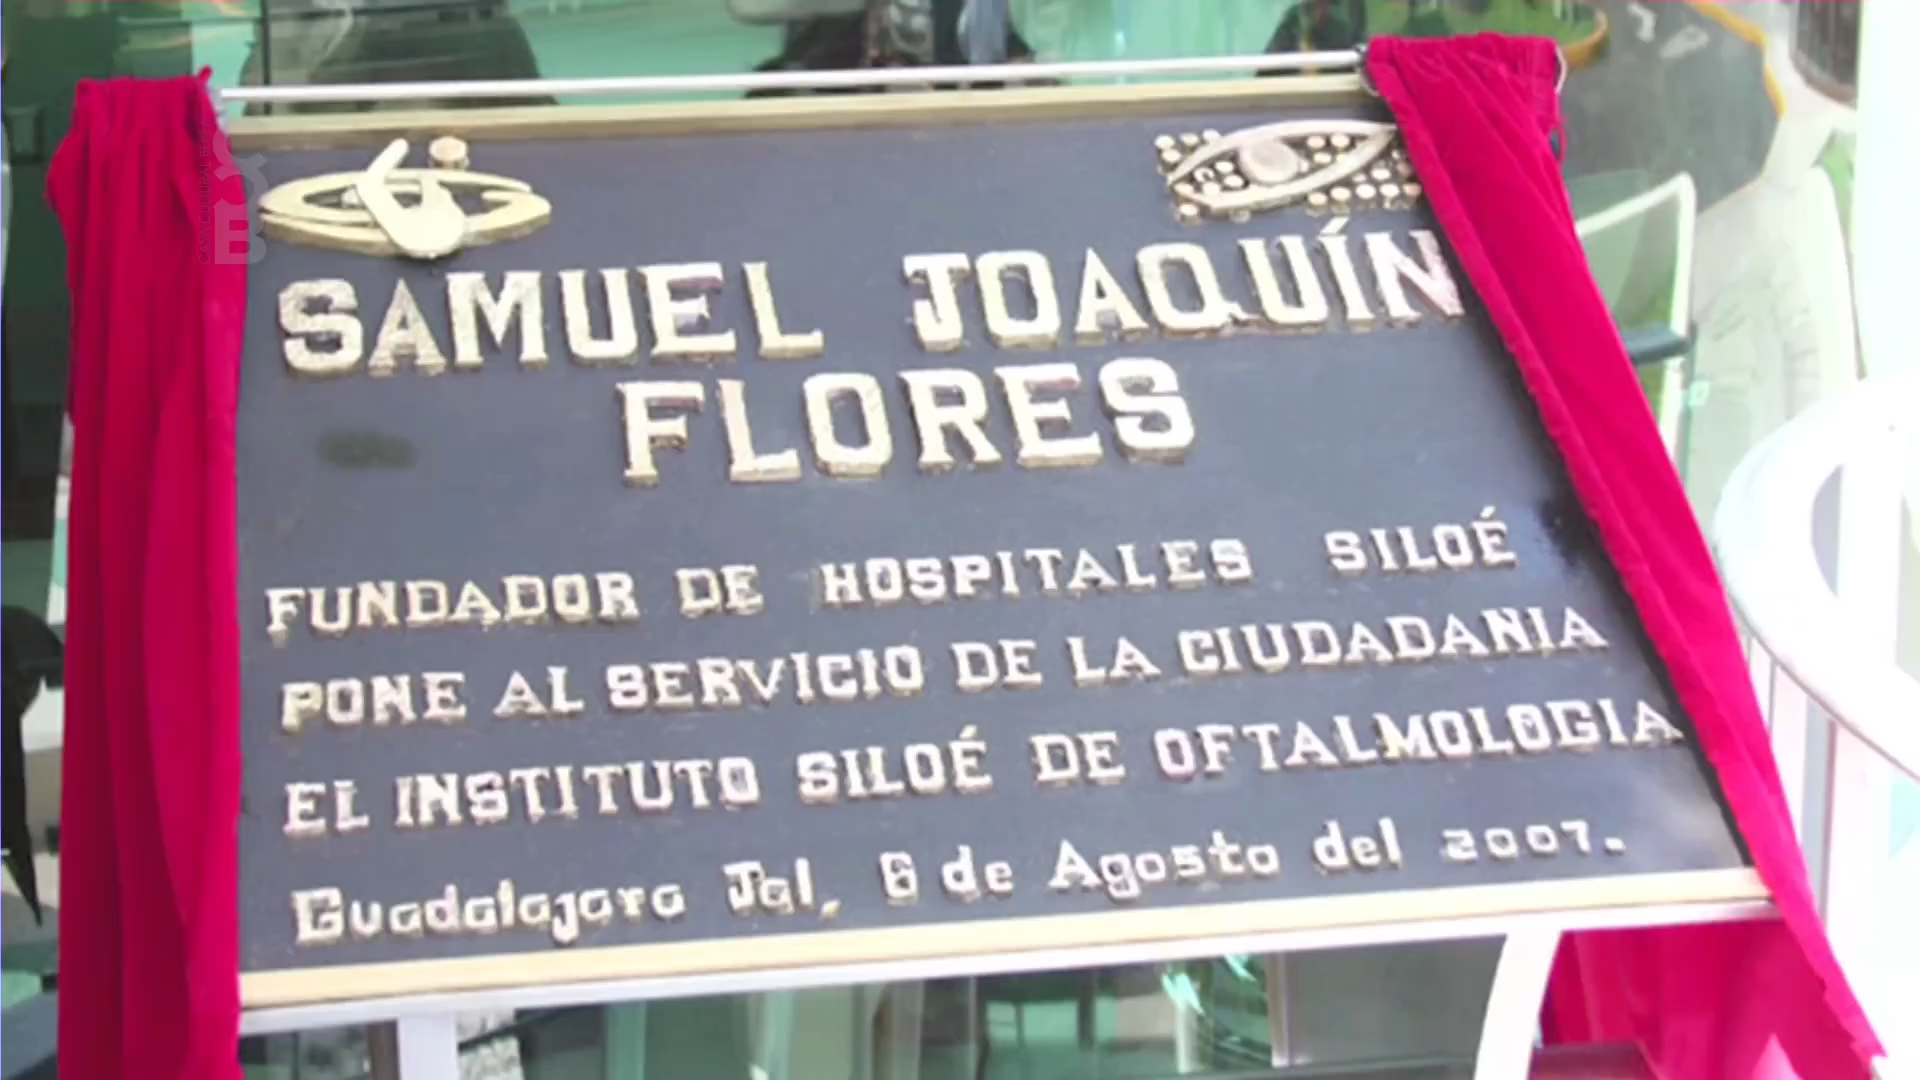 SAMUEL JOAQUÍN
FLORES
FUNDADOR DE HOSPITALES SILOÉ
PONE AL SERVICIO DE LA CIUDADANIA
EL INSTITUTO SILOÉ DE OFTALMOLOGIA
Guadalajara Jal, 6 de Agosto del 2007.